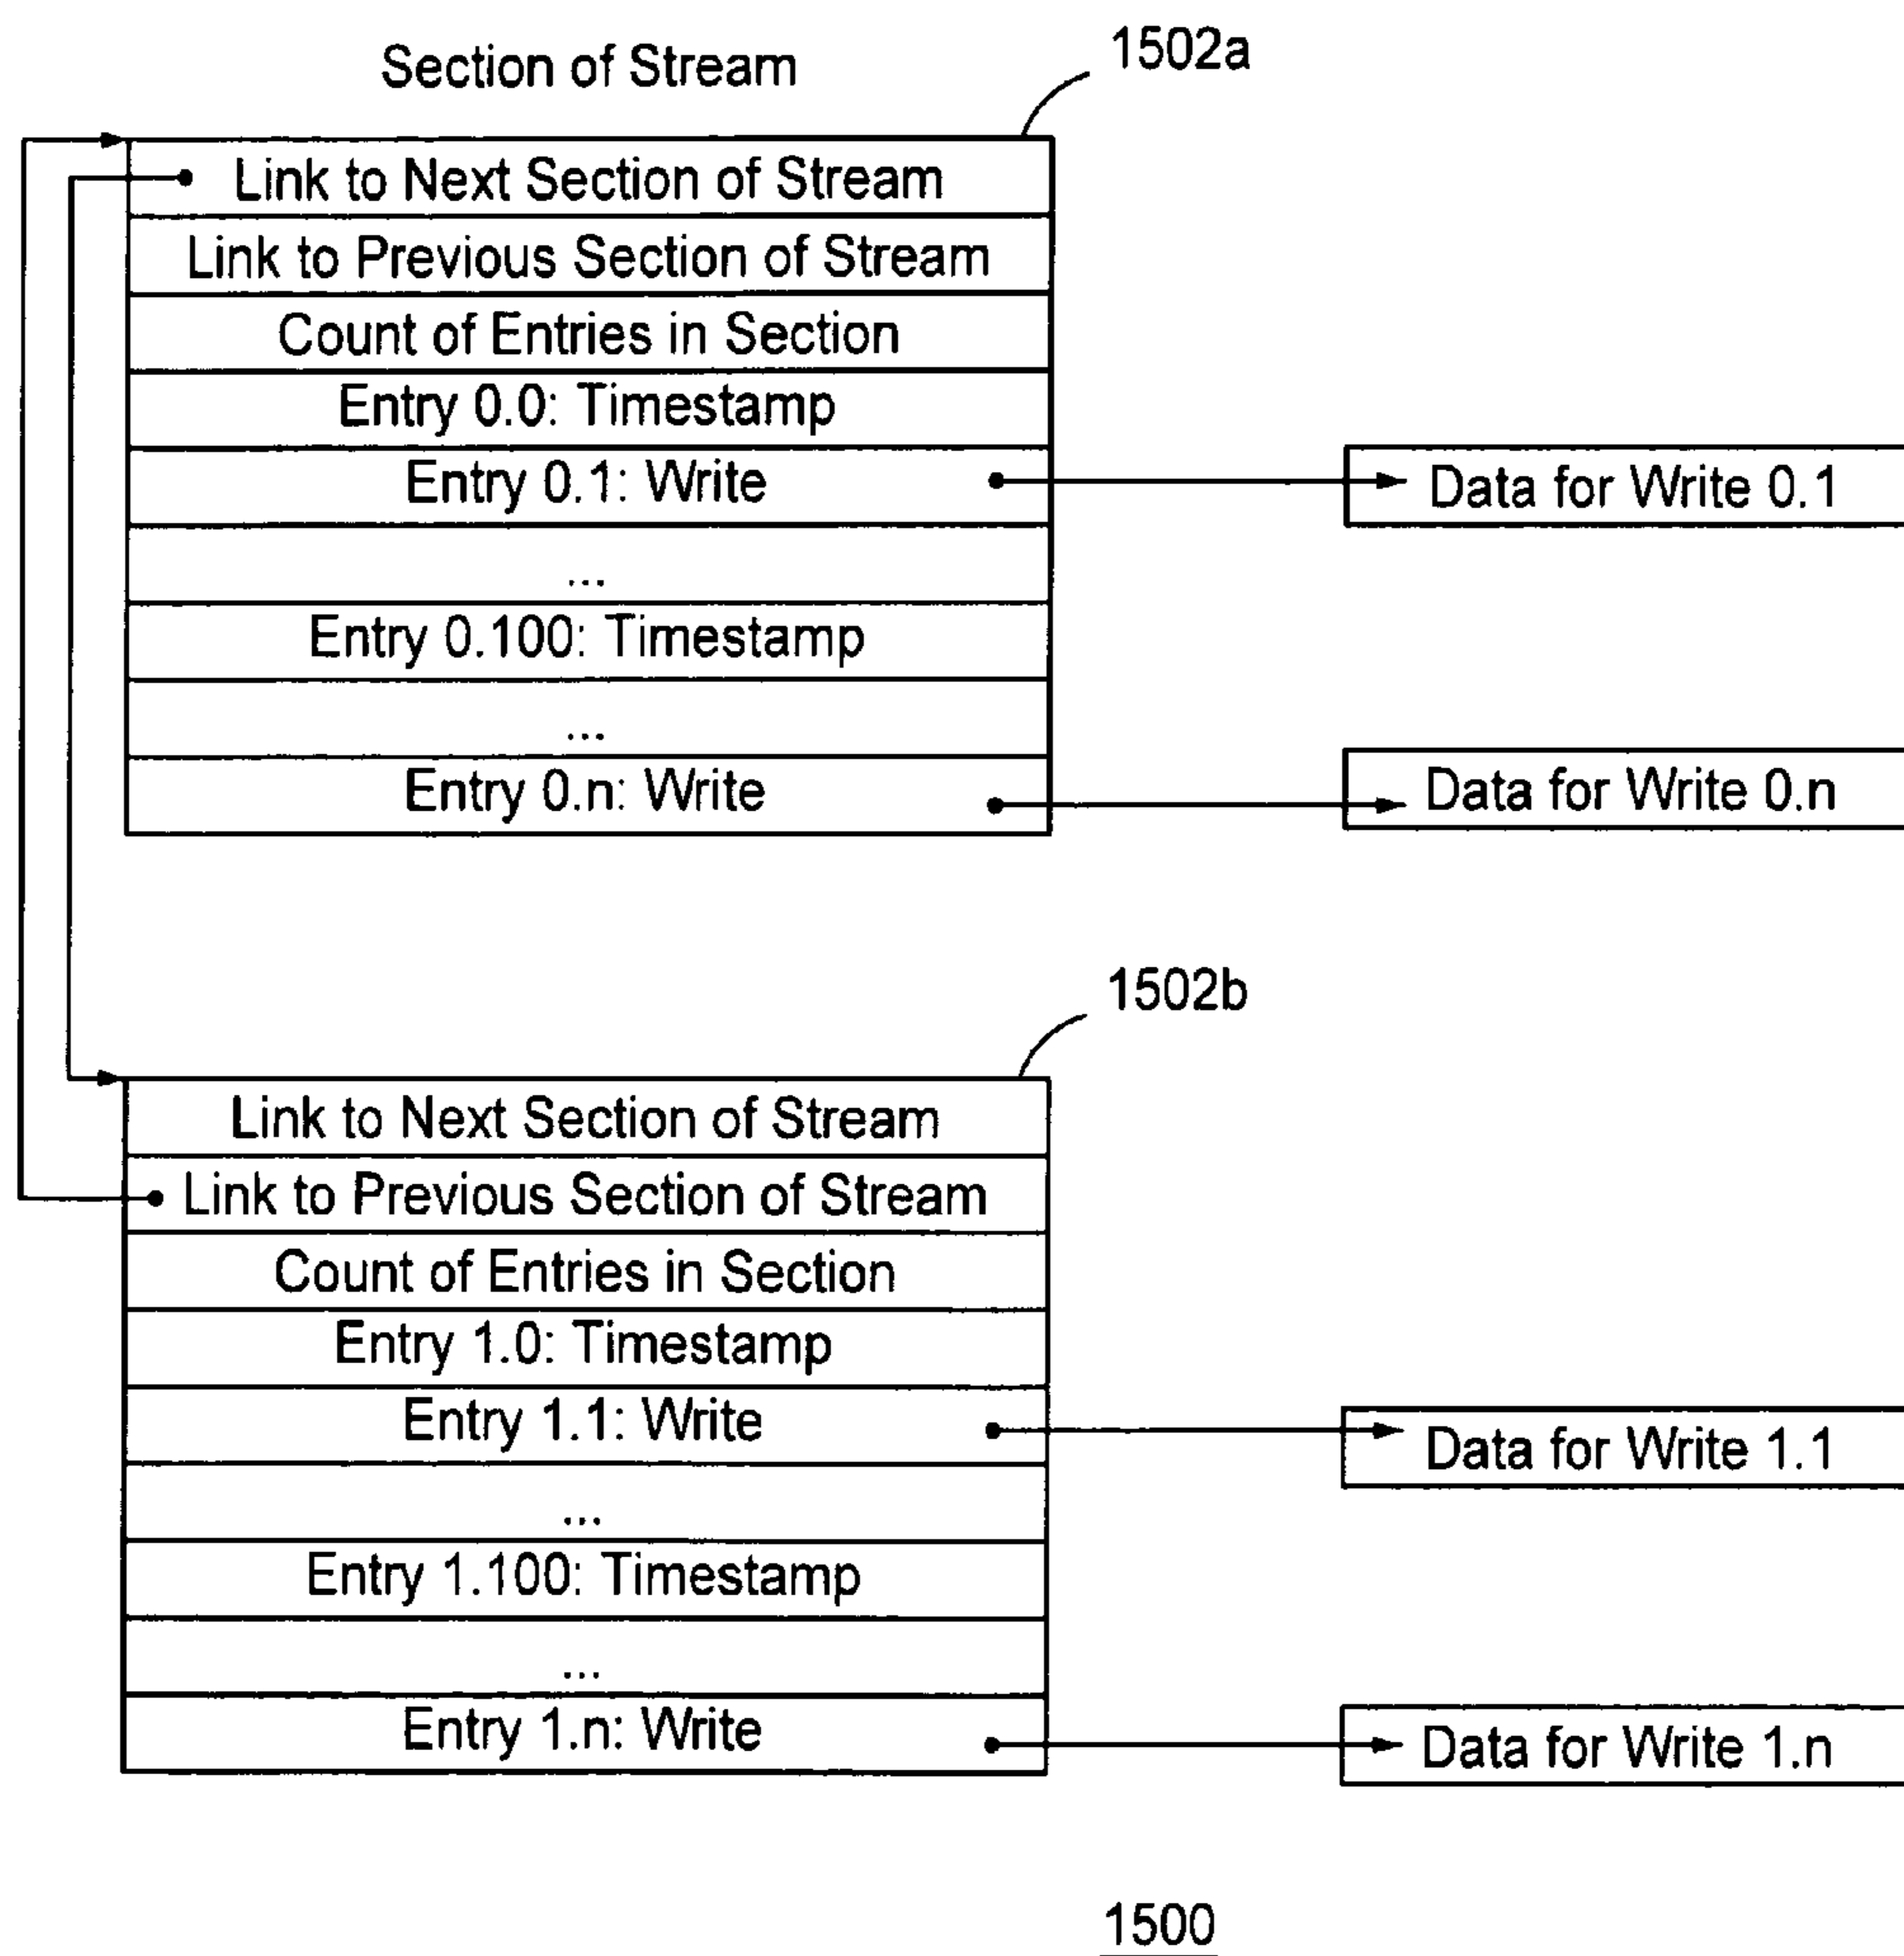 Section of Stream
1502a
Link to Next Section of Stream
Link to Previous Section of Stream
Count of Entries in Section
Entry 0.0: Timestamp
Entry 0.1: Write
Data for Write 0.1
...
Entry 0.100: Timestamp
...
Entry 0.n: Write
Data for Write 0.n
1502b
Link to Next Section of Stream
Link to Previous Section of Stream
Count of Entries in Section
Entry 1.0: Timestamp
Entry 1.1: Write
Data for Write 1.1
...
Entry 1.100: Timestamp
...
Entry 1.n: Write
Data for Write 1.n
1500